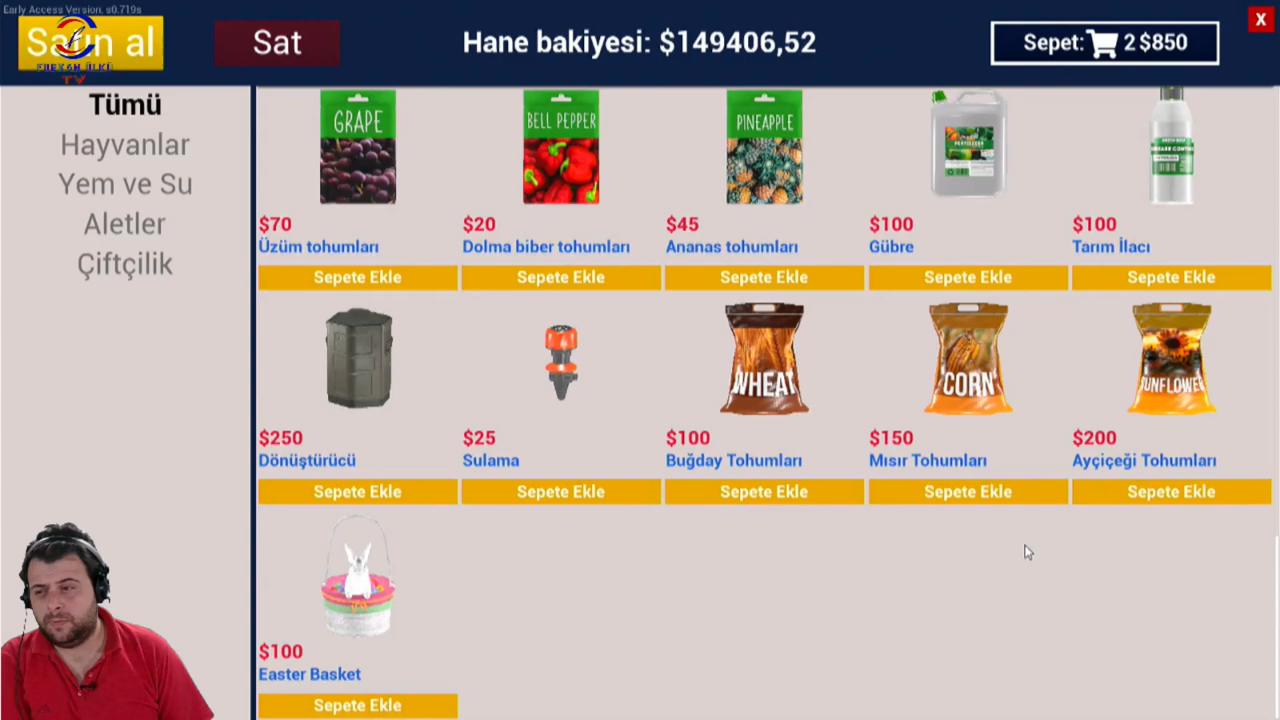 Early Access Version. s0.719s
Satın al
Sat
Hane bakiyesi: $149406,52
Sepet: 2 $850
X
TV
Tümü
Hayvanlar
Yem ve Su
Aletler
Çiftçilik
GRAPE
BELL PEPPER
PINEAPPLE
$70
$20
$45
$100
$100
Üzüm tohumları
Dolma biber tohumları
Ananas tohumları
Gübre
Tarım İlacı
Sepete Ekle
Sepete Ekle
Sepete Ekle
Sepete Ekle
Sepete Ekle
WHEAT
CORN
SUNFLOWER
$250
$25
$100
$150
$200
Dönüştürücü
Sulama
Buğday Tohumları
Mısır Tohumları
Ayçiçeği Tohumları
Sepete Ekle
Sepete Ekle
Sepete Ekle
Sepete Ekle
Sepete Ekle
$100
Easter Basket
Sepete Ekle